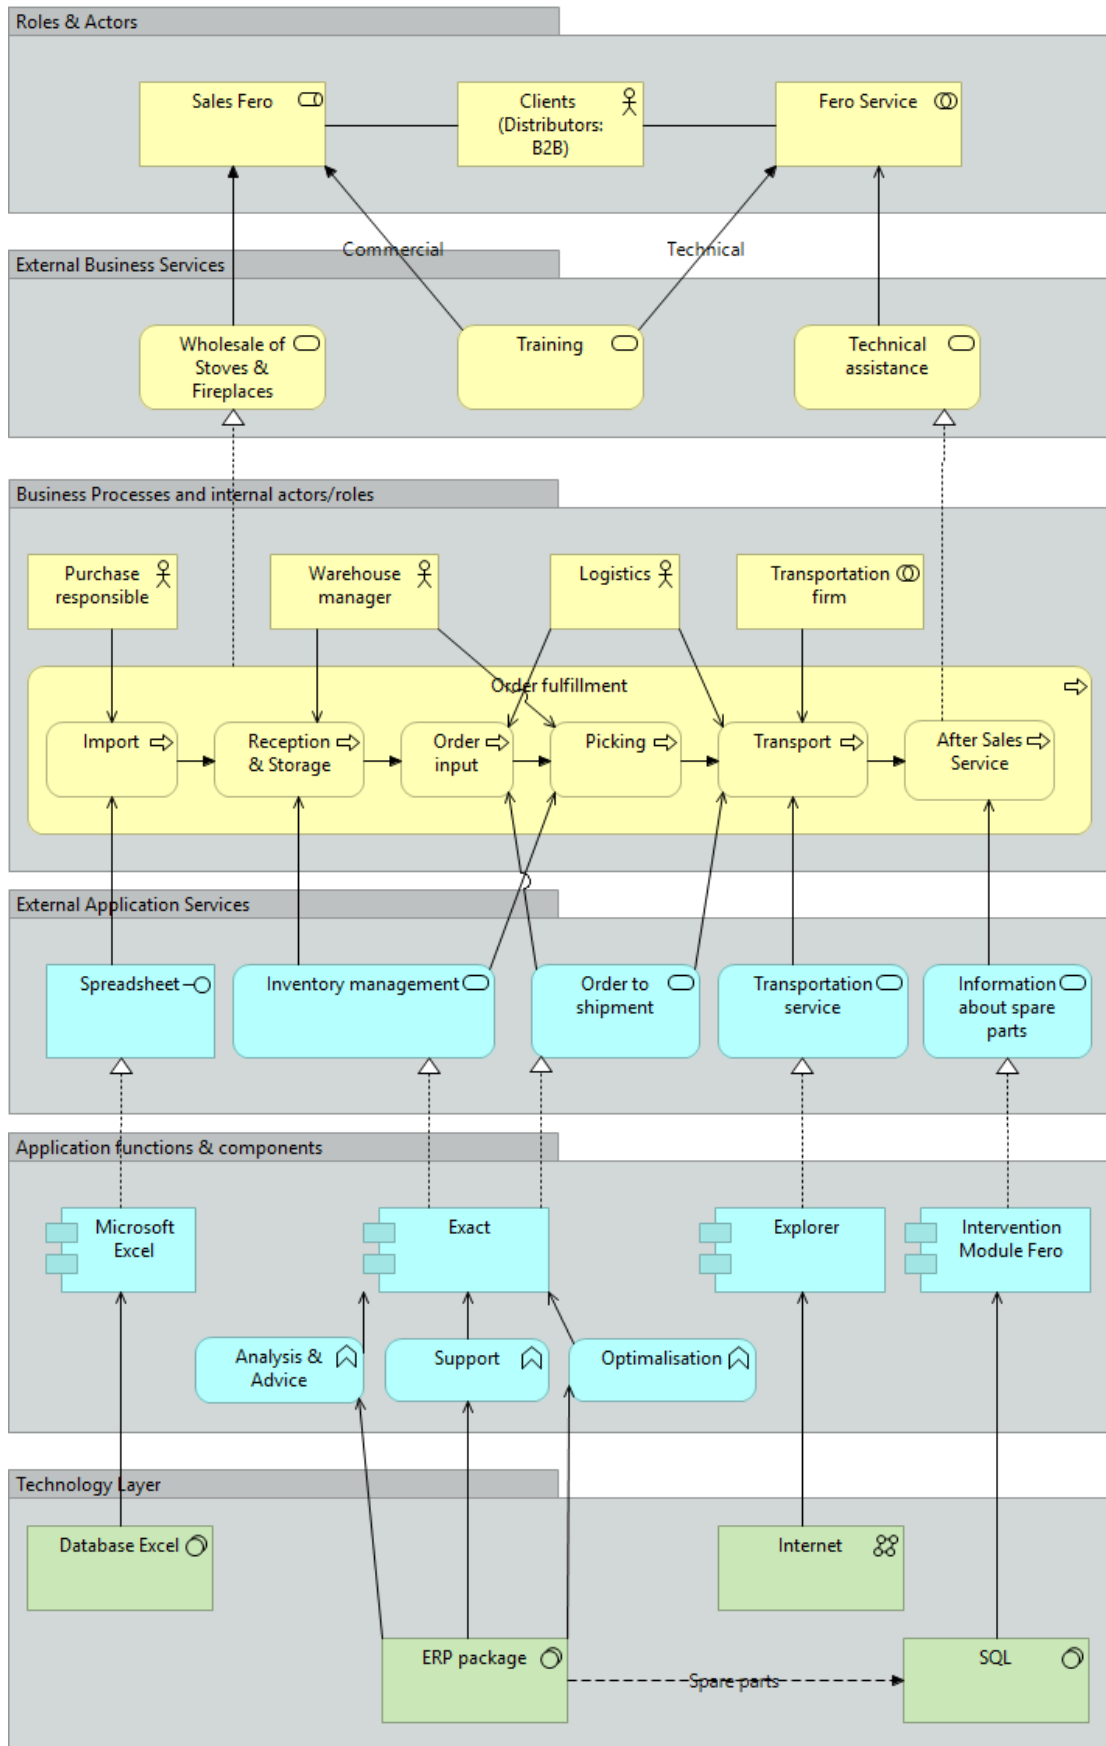 Roles & Actors
Sales Fero
Clients
(Distributors:
B2B)
Fero Service
Commercial
Technical
External Business Services
Wholesale of
Stoves &
Fireplaces
Training
Technical
assistance
Business Processes and internal actors/roles
Purchase
responsible
Warehouse
manager
Logistics
Transportation
firm
Order fulfillment
Import
Reception
& Storage
Order
input
Picking
Transport
After Sales
Service
External Application Services
Spreadsheet
Inventory management
Order to
shipment
Transportation
service
Information
about spare
parts
Application functions & components
Microsoft
Excel
Exact
Explorer
Intervention
Module Fero
Analysis &
Advice
Support
Optimalisation
Technology Layer
Database Excel
Internet
ERP package
Spare parts
SQL